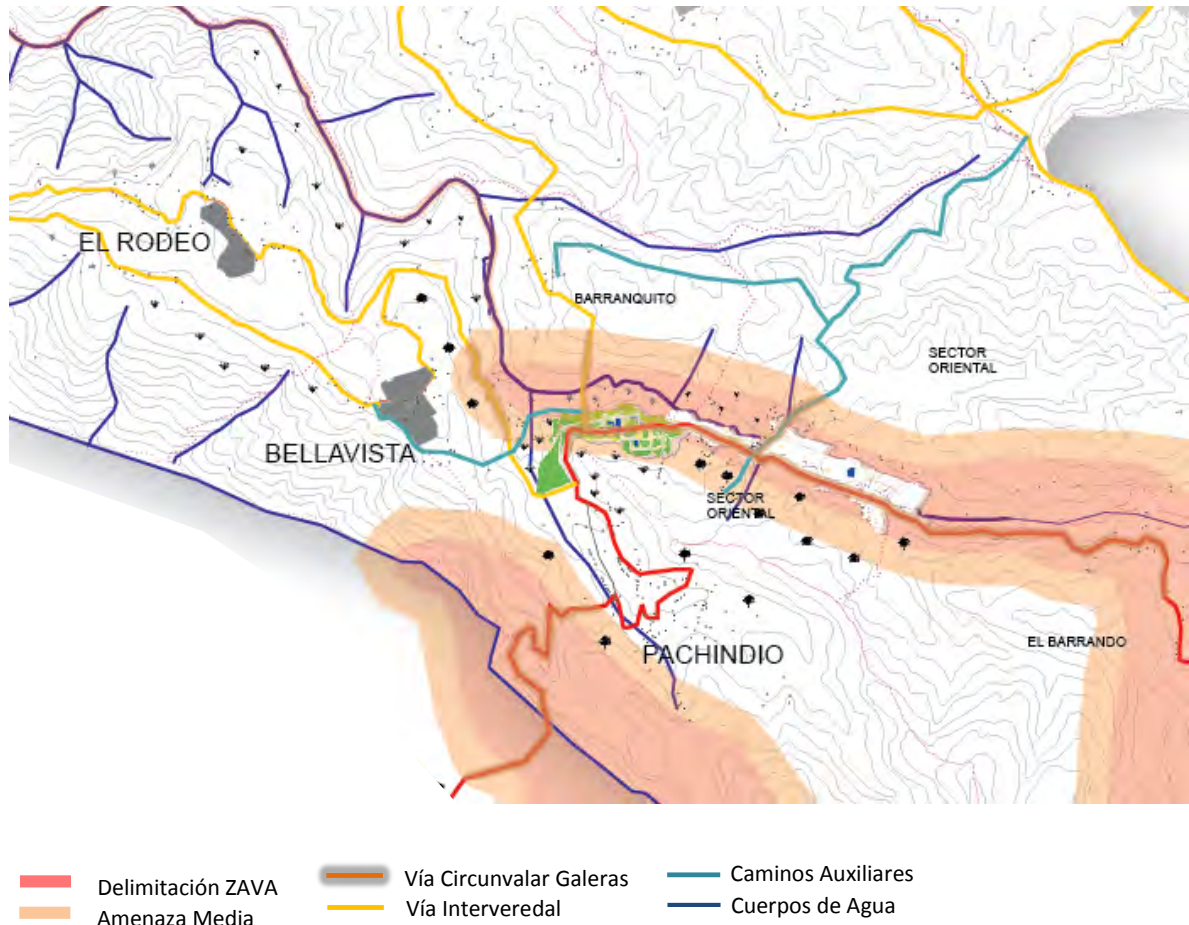 EL RODEO
BARRANQUITO
SECTOR
ORIENTAL
BELLAVISTA
SECTOR
ORIENTAL
EL BARRANDO
PACHINDIO
Delimitación ZAVA
Vía Circunvalar Galeras
Caminos Auxiliares
Amenaza Media
Vía Interveredal
Cuerpos de Agua